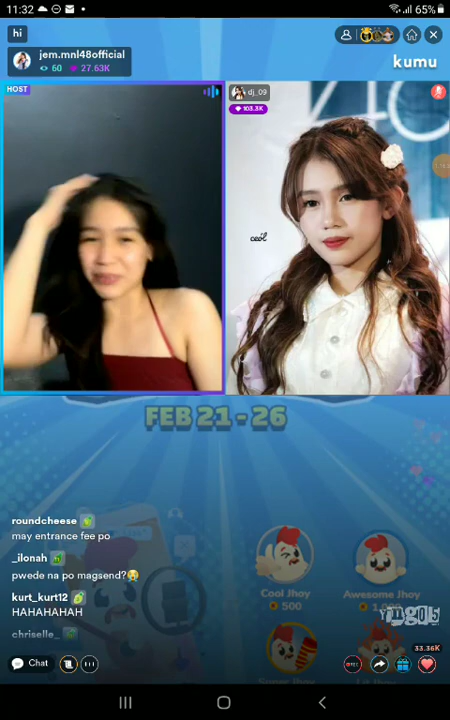 11:32
65%
hi
jem.mnl48official
60 27.63K
kumu
HOST
dj_09
103.3K
ceol
FEB 21 - 26
roundcheese
may entrance fee po
_ilonah
pwede na po magsend?😭
kurt_kurt12
HAHAHAHAH
chriselle_
Cool Jhoy
500
Awesome Jhoy
33.36K
Chat